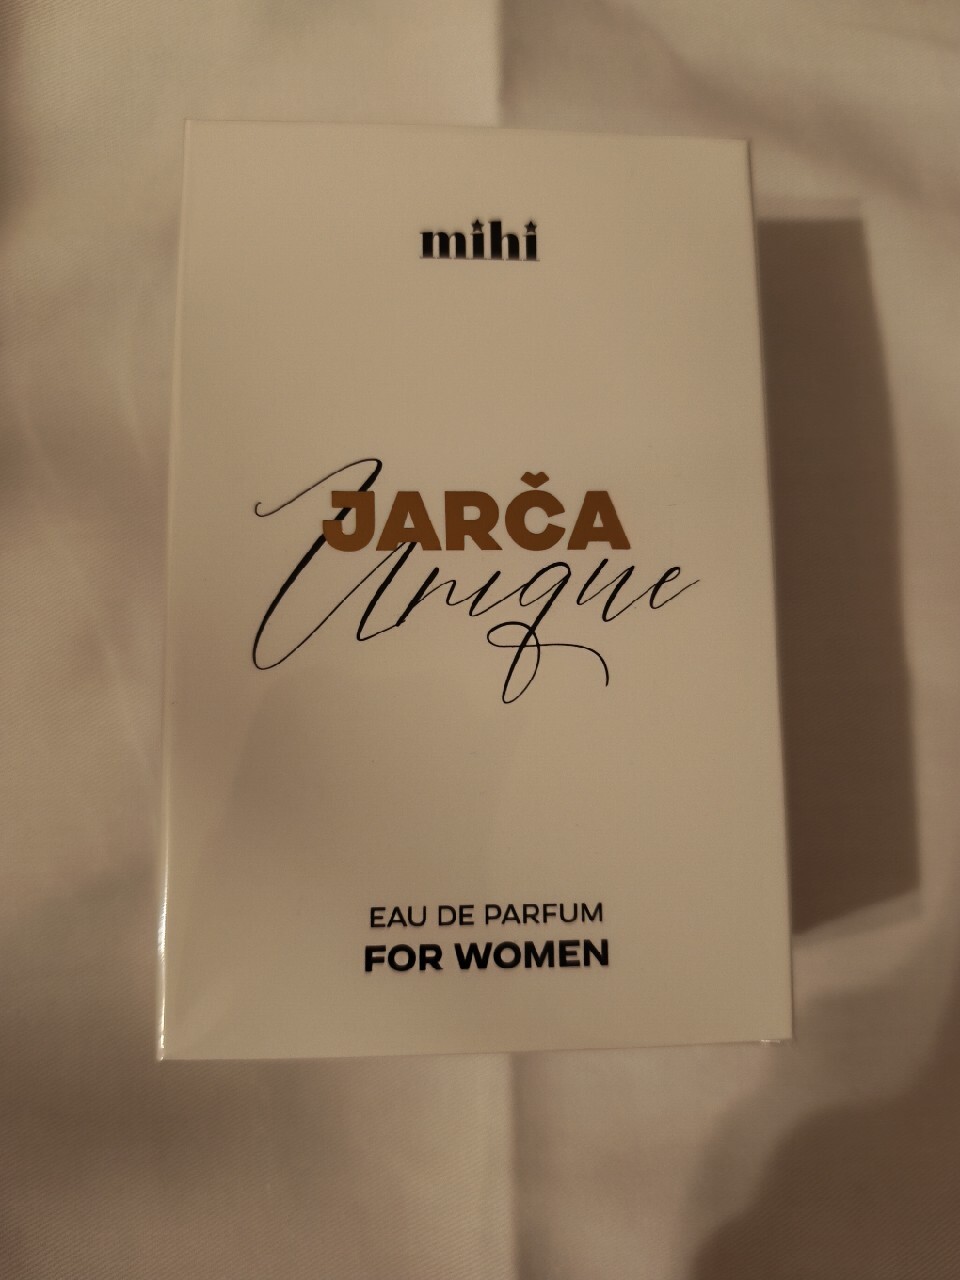 mihi
JARČA
Unique
EAU DE PARFUM
FOR WOMEN